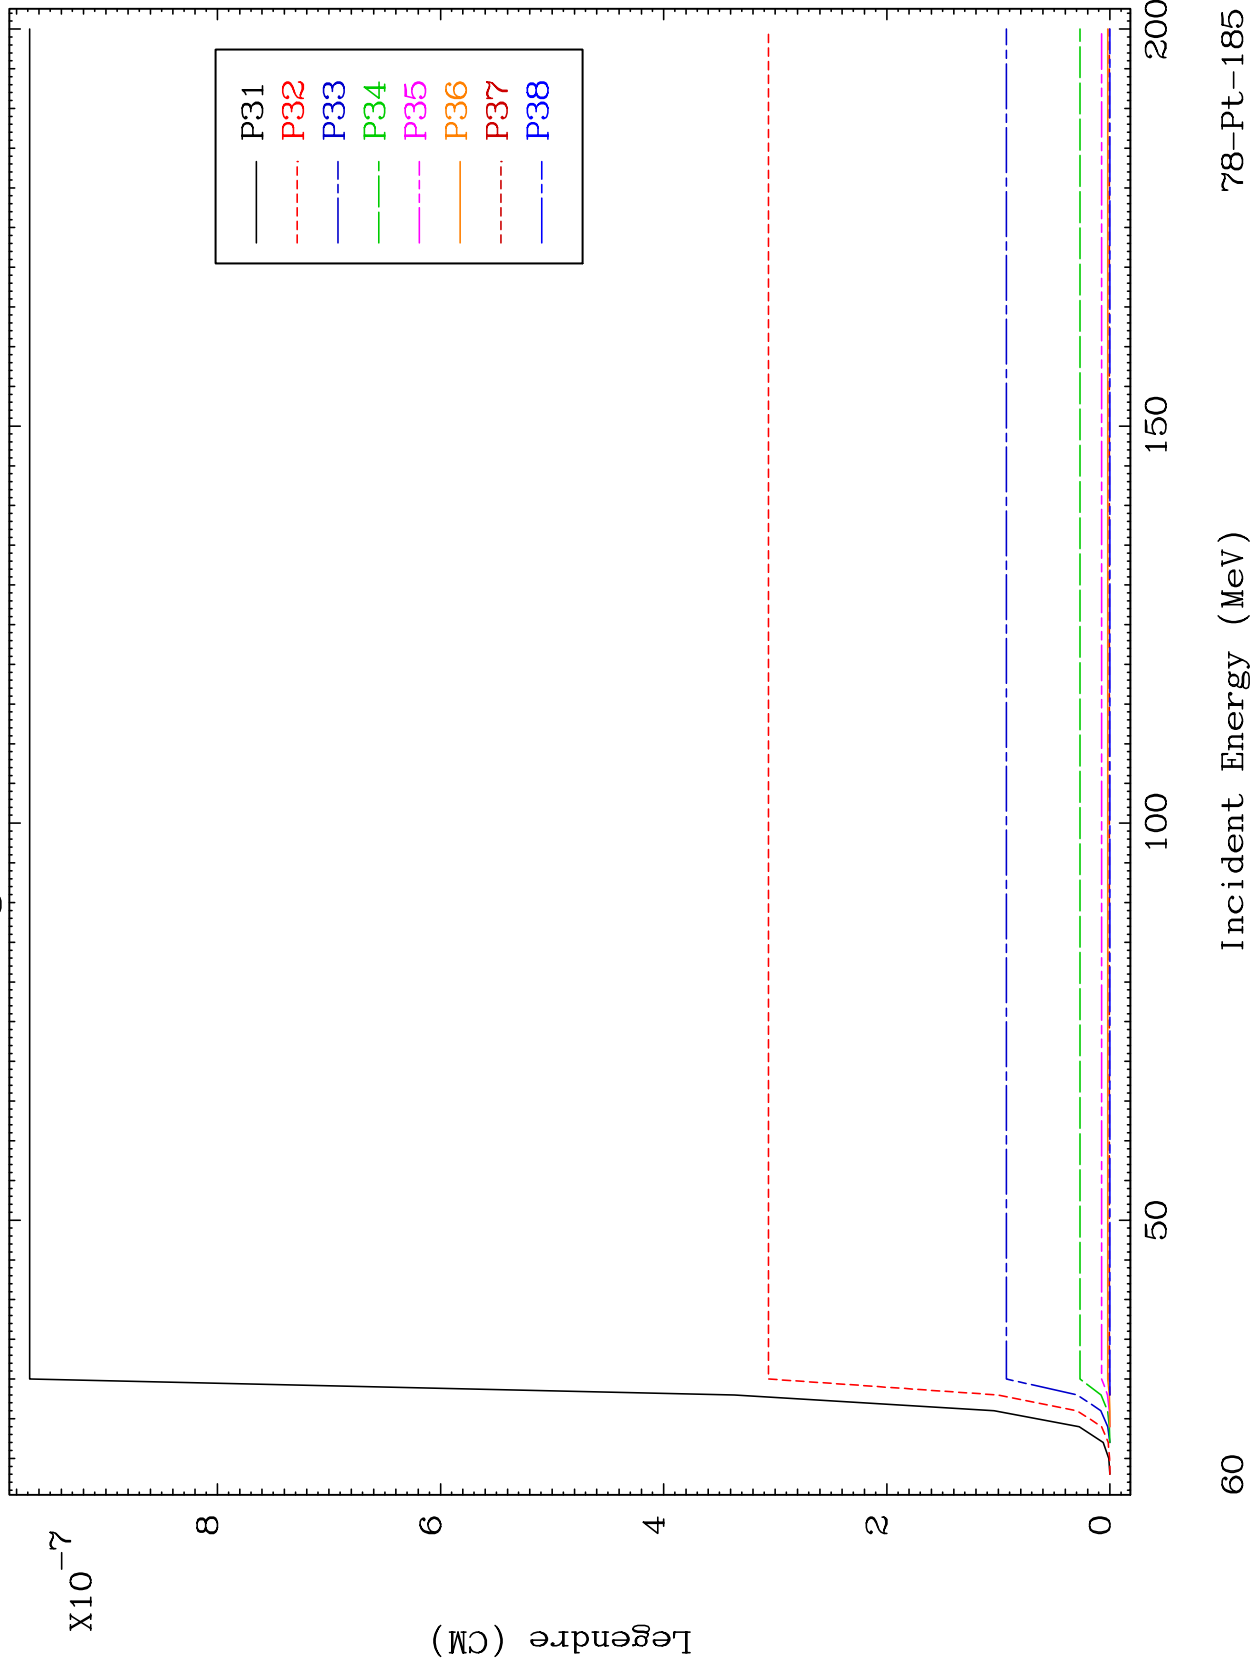 X10-7
8
6
4
2
0
Legendre (CM)
P31
P32
P33
P34
P35
P36
P37
P38
50
100
150
200
60
Incident Energy (MeV)
78-Pt-185